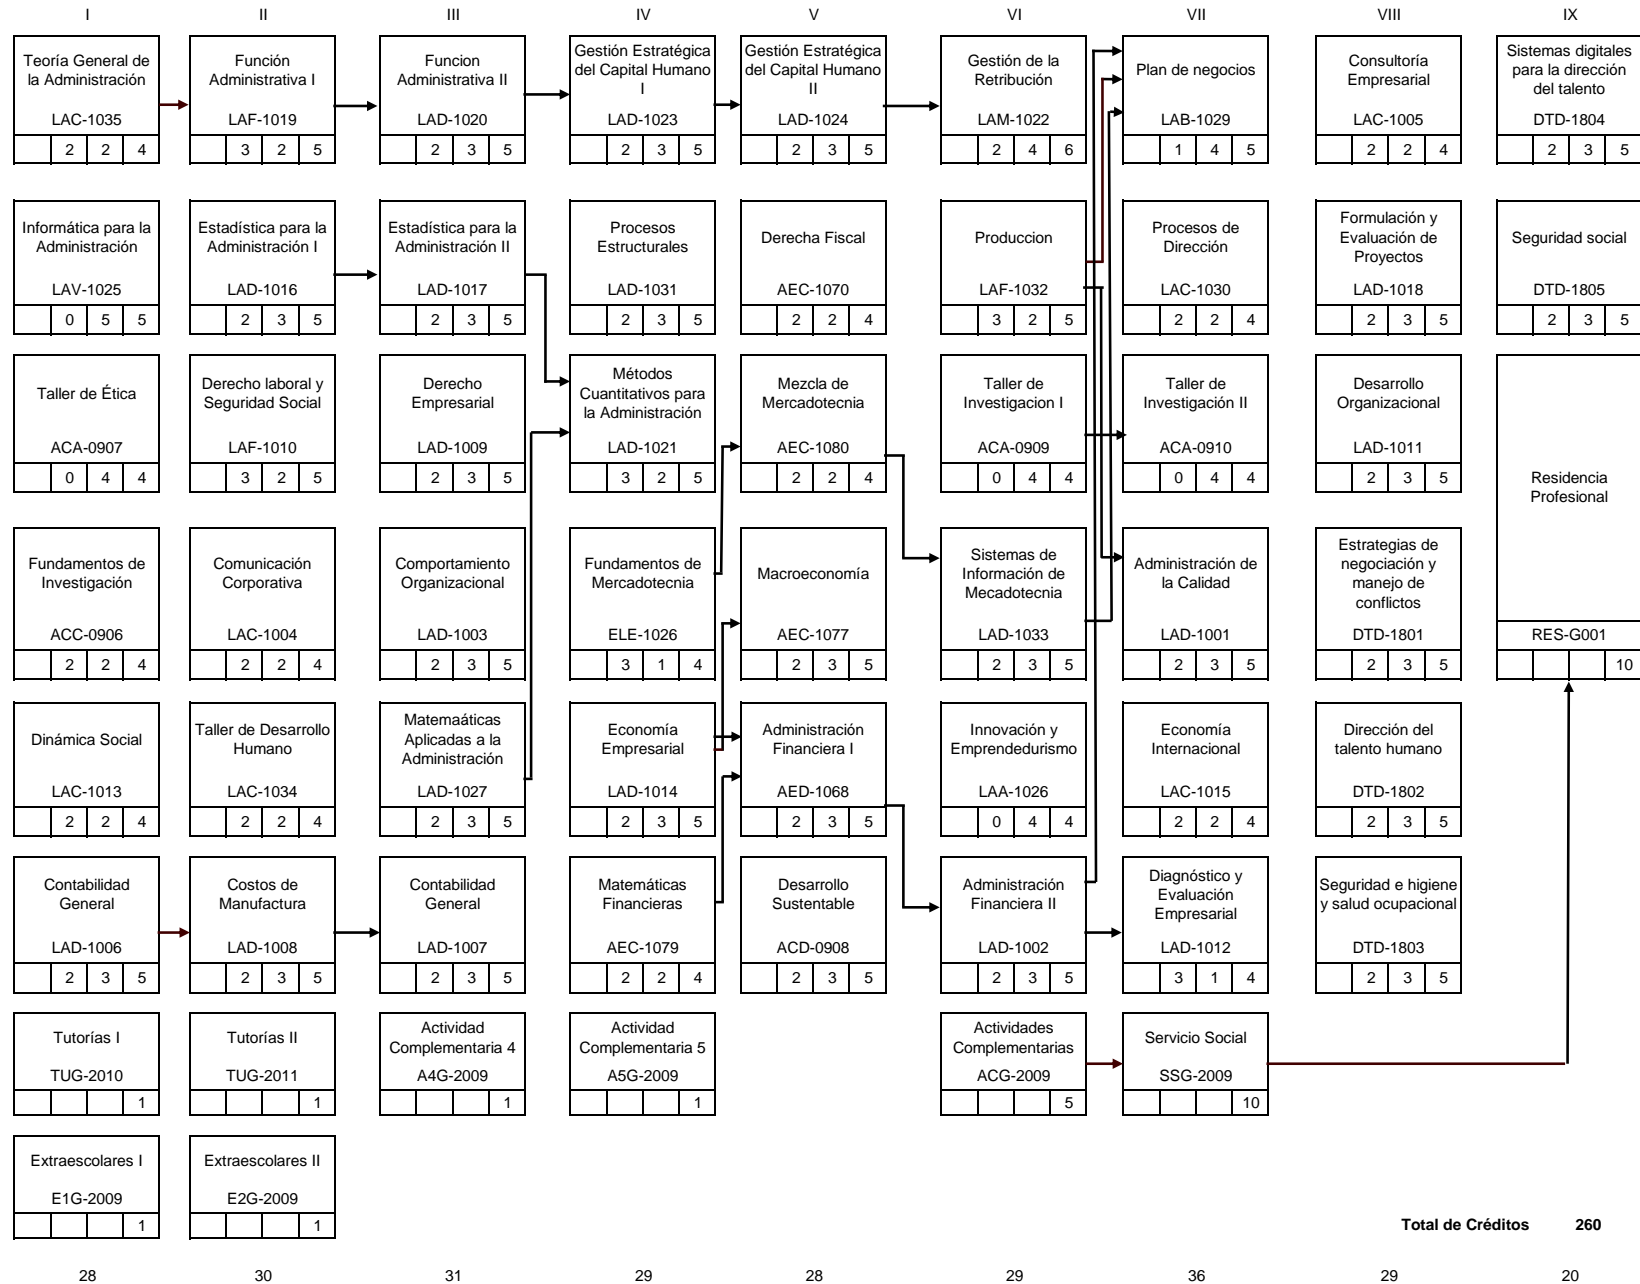 I II III IV V VI VII VIII IX
Teoría General de
la Administración
LAC-1035
2 2 4
Función
Administrativa I
LAF-1019
3 2 5
Funcion
Administrativa II
LAD-1020
2 3 5
Gestión Estratégica
del Capital Humano
I
LAD-1023
2 3 5
Gestión Estratégica
del Capital Humano
II
LAD-1024
2 3 5
Gestión de la
Retribución
LAM-1022
2 4 6
Plan de negocios
LAB-1029
1 4 5
Consultoría
Empresarial
LAC-1005
2 2 4
Sistemas digitales
para la dirección
del talento
DTD-1804
2 3 5
Informática para la
Administración
LAV-1025
0 5 5
Estadística para la
Administración I
LAD-1016
2 3 5
Estadística para la
Administración II
LAD-1017
2 3 5
Procesos
Estructurales
LAD-1031
2 3 5
Derecha Fiscal
AEC-1070
2 2 4
Produccion
LAF-1032
3 2 5
Procesos de
Dirección
LAC-1030
2 2 4
Formulación y
Evaluación de
Proyectos
LAD-1018
2 3 5
Seguridad social
DTD-1805
2 3 5
Taller de Ética
ACA-0907
0 4 4
Derecho laboral y
Seguridad Social
LAF-1010
3 2 5
Derecho
Empresarial
LAD-1009
2 3 5
Métodos
Cuantitativos para
la Administración
LAD-1021
3 2 5
Mezcla de
Mercadotecnia
AEC-1080
2 2 4
Taller de
Investigacion I
ACA-0909
0 4 4
Taller de
Investigación II
ACA-0910
0 4 4
Desarrollo
Organizacional
LAD-1011
2 3 5
Residencia
Profesional
RES-G001
10
Fundamentos de
Investigación
ACC-0906
2 2 4
Comunicación
Corporativa
LAC-1004
2 2 4
Comportamiento
Organizacional
LAD-1003
2 3 5
Fundamentos de
Mercadotecnia
ELE-1026
3 1 4
Macroeconomía
AEC-1077
2 3 5
Sistemas de
Información de
Mecadotecnia
LAD-1033
2 3 5
Administración de
la Calidad
LAD-1001
2 3 5
Estrategias de
negociación y
manejo de
conflictos
DTD-1801
2 3 5
Dinámica Social
LAC-1013
2 2 4
Taller de Desarrollo
Humano
LAC-1034
2 2 4
Matemaáticas
Aplicadas a la
Administración
LAD-1027
2 3 5
Economía
Empresarial
LAD-1014
2 3 5
Administración
Financiera I
AED-1068
2 3 5
Innovación y
Emprendedurismo
LAA-1026
0 4 4
Economía
Internacional
LAC-1015
2 2 4
Dirección del
talento humano
DTD-1802
2 3 5
Contabilidad
General
LAD-1006
2 3 5
Costos de
Manufactura
LAD-1008
2 3 5
Contabilidad
General
LAD-1007
2 3 5
Matemáticas
Financieras
AEC-1079
2 2 4
Desarrollo
Sustentable
ACD-0908
2 3 5
Administración
Financiera II
LAD-1002
2 3 5
Diagnóstico y
Evaluación
Empresarial
LAD-1012
3 1 4
Seguridad e higiene
y salud ocupacional
DTD-1803
2 3 5
Tutorías I
TUG-2010
1
Tutorías II
TUG-2011
1
Actividad
Complementaria 4
A4G-2009
1
Actividad
Complementaria 5
A5G-2009
1
Actividades
Complementarias
ACG-2009
5
Servicio Social
SSG-2009
10
Extraescolares I
E1G-2009
1
Extraescolares II
E2G-2009
1
Total de Créditos 260
28 30 31 29 28 29 36 29 20